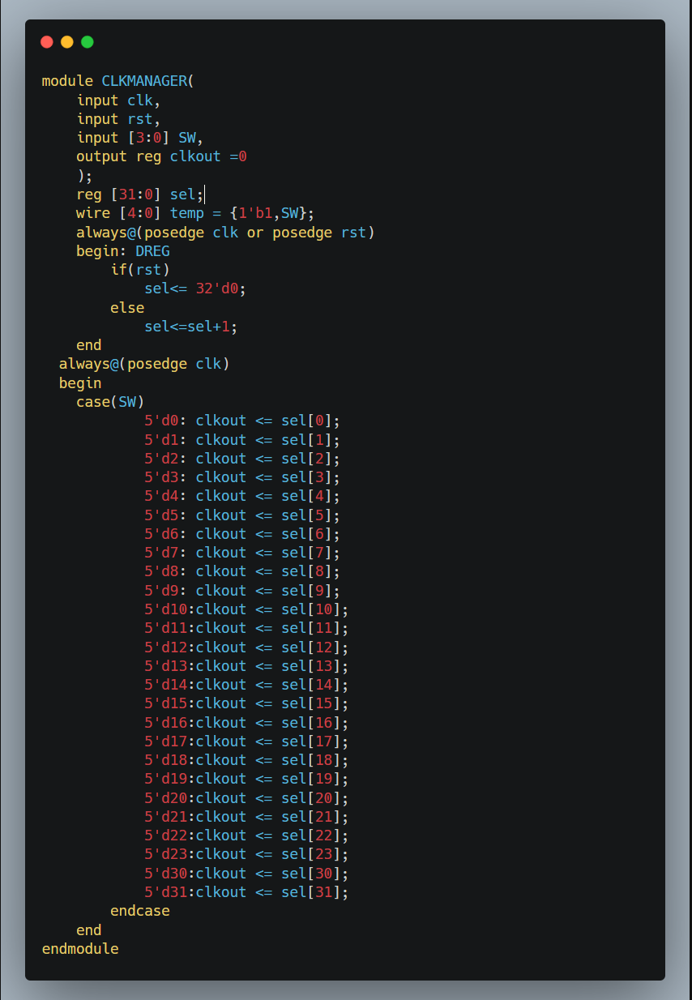 module CLKMANAGER(
    input clk,
    input rst,
    input [3:0] SW,
    output reg clkout =0
    );
    reg [31:0] sel;
    wire [4:0] temp = {1'b1,SW};
    always@(posedge clk or posedge rst)
    begin: DREG
        if(rst)
            sel<= 32'd0;
        else
            sel<=sel+1;
    end
  always@(posedge clk)
  begin
    case(SW)
            5'd0: clkout <= sel[0];
            5'd1: clkout <= sel[1];
            5'd2: clkout <= sel[2];
            5'd3: clkout <= sel[3];
            5'd4: clkout <= sel[4];
            5'd5: clkout <= sel[5];
            5'd6: clkout <= sel[6];
            5'd7: clkout <= sel[7];
            5'd8: clkout <= sel[8];
            5'd9: clkout <= sel[9];
            5'd10:clkout <= sel[10];
            5'd11:clkout <= sel[11];
            5'd12:clkout <= sel[12];
            5'd13:clkout <= sel[13];
            5'd14:clkout <= sel[14];
            5'd15:clkout <= sel[15];
            5'd16:clkout <= sel[16];
            5'd17:clkout <= sel[17];
            5'd18:clkout <= sel[18];
            5'd19:clkout <= sel[19];
            5'd20:clkout <= sel[20];
            5'd21:clkout <= sel[21];
            5'd22:clkout <= sel[22];
            5'd23:clkout <= sel[23];
            5'd30:clkout <= sel[30];
            5'd31:clkout <= sel[31];
        endcase
    end
endmodule